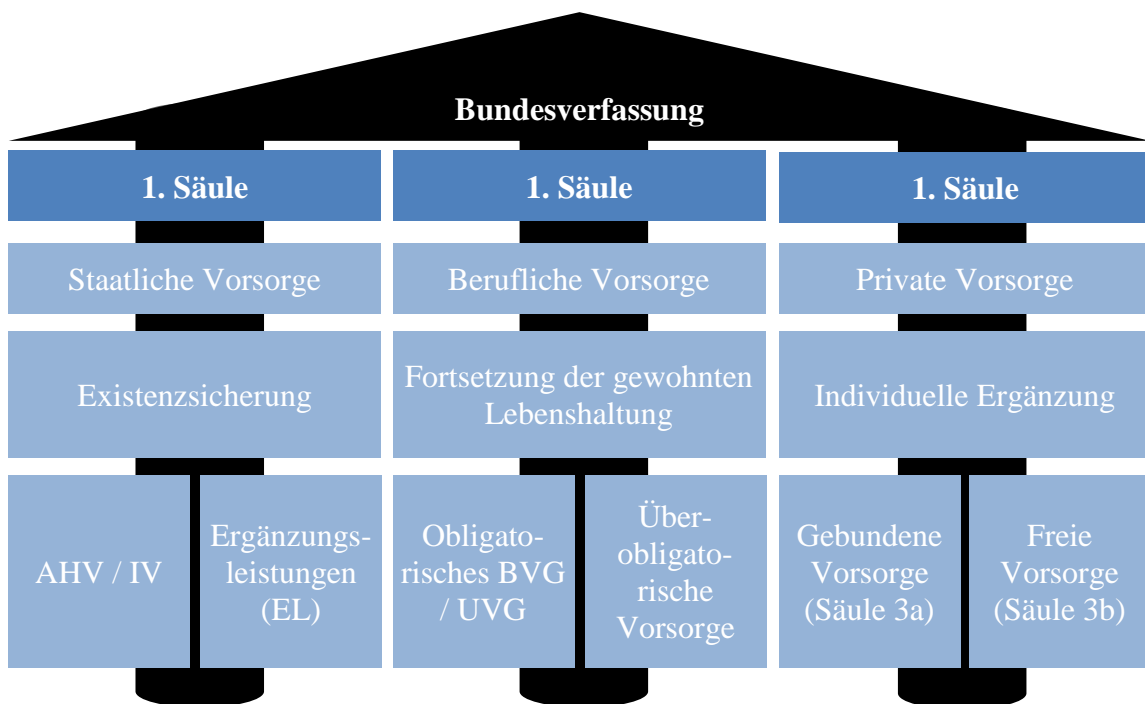 Bundesverfassung
1. Säule
1. Säule
1. Säule
Staatliche Vorsorge
Berufliche Vorsorge
Private Vorsorge
Existenzsicherung
Fortsetzung der gewohnten
Lebenshaltung
Individuelle Ergänzung
AHV / IV
Ergänzungs-
leistungen
(EL)
Obligato-
risches BVG
/ UVG
Über-
obligato-
rische
Vorsorge
Gebundene
Vorsorge
(Säule 3a)
Freie
Vorsorge
(Säule 3b)